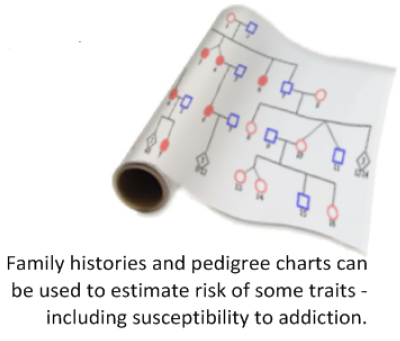 Family histories and pedigree charts can
be used to estimate risk of some traits -
including susceptibility to addiction.